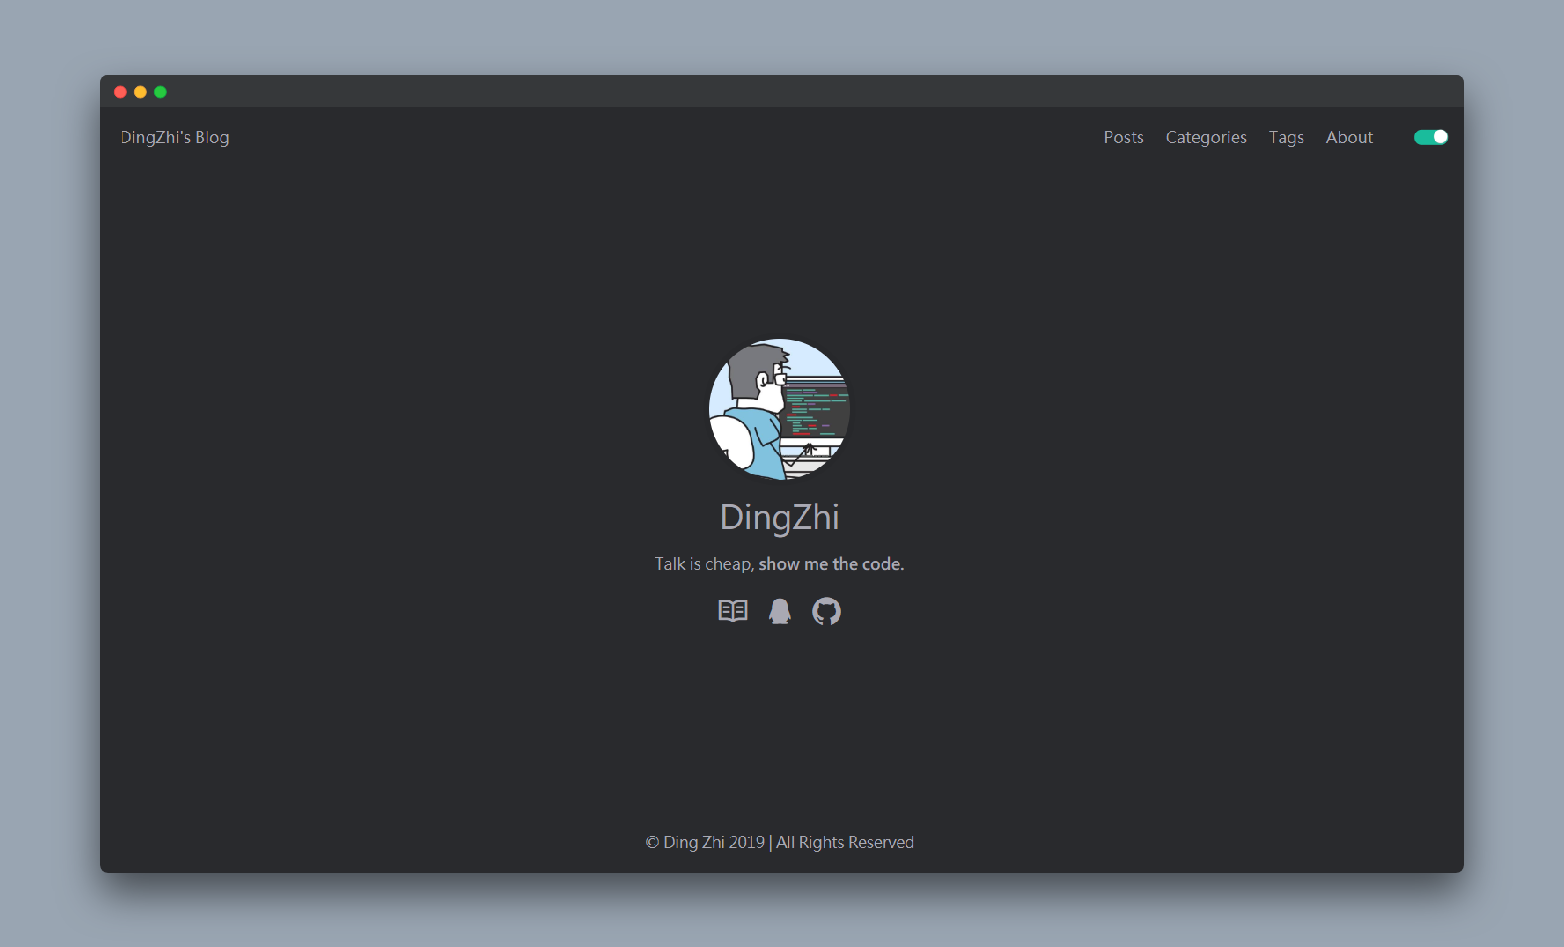 DingZhi's Blog
Posts Categories Tags About
DingZhi
Talk is cheap, show me the code.
© Ding Zhi 2019 | All Rights Reserved